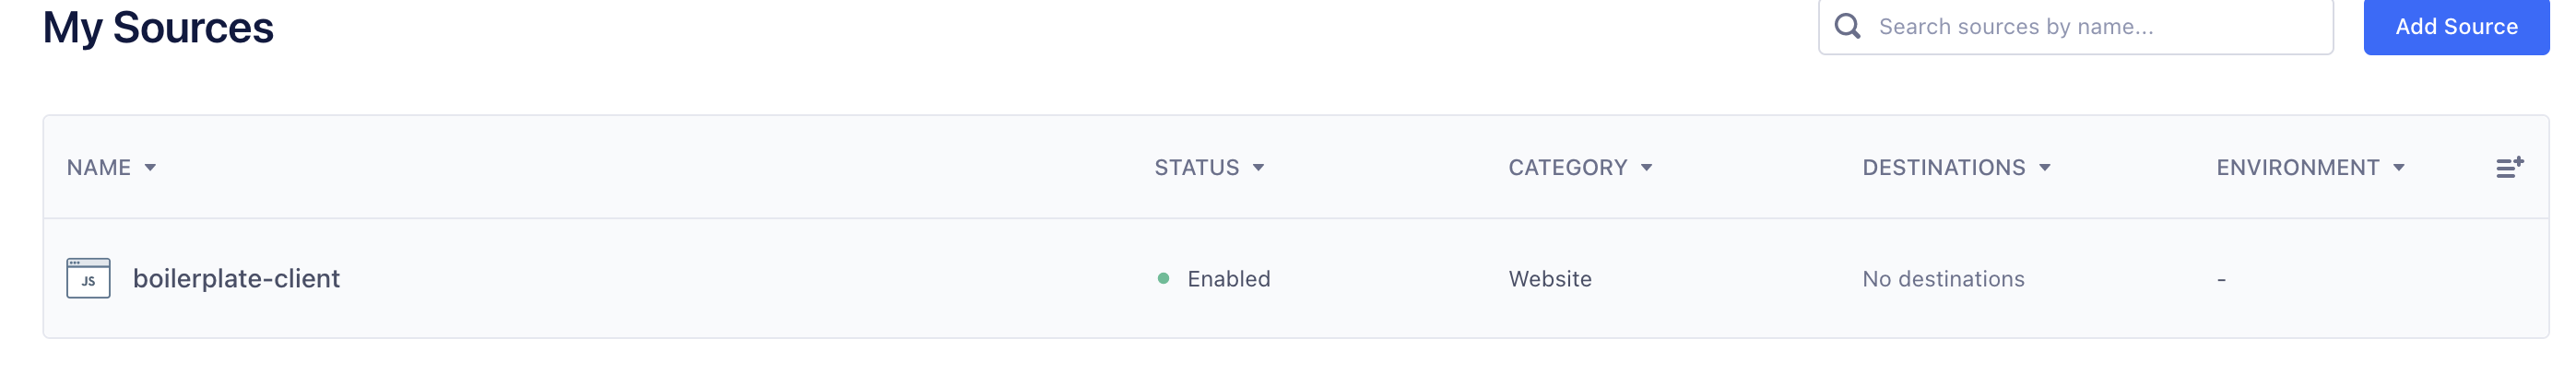 My Sources
Search sources by name...
Add Source
NAME STATUS CATEGORY DESTINATIONS ENVIRONMENT
JS boilerplate-client Enabled Website No destinations -